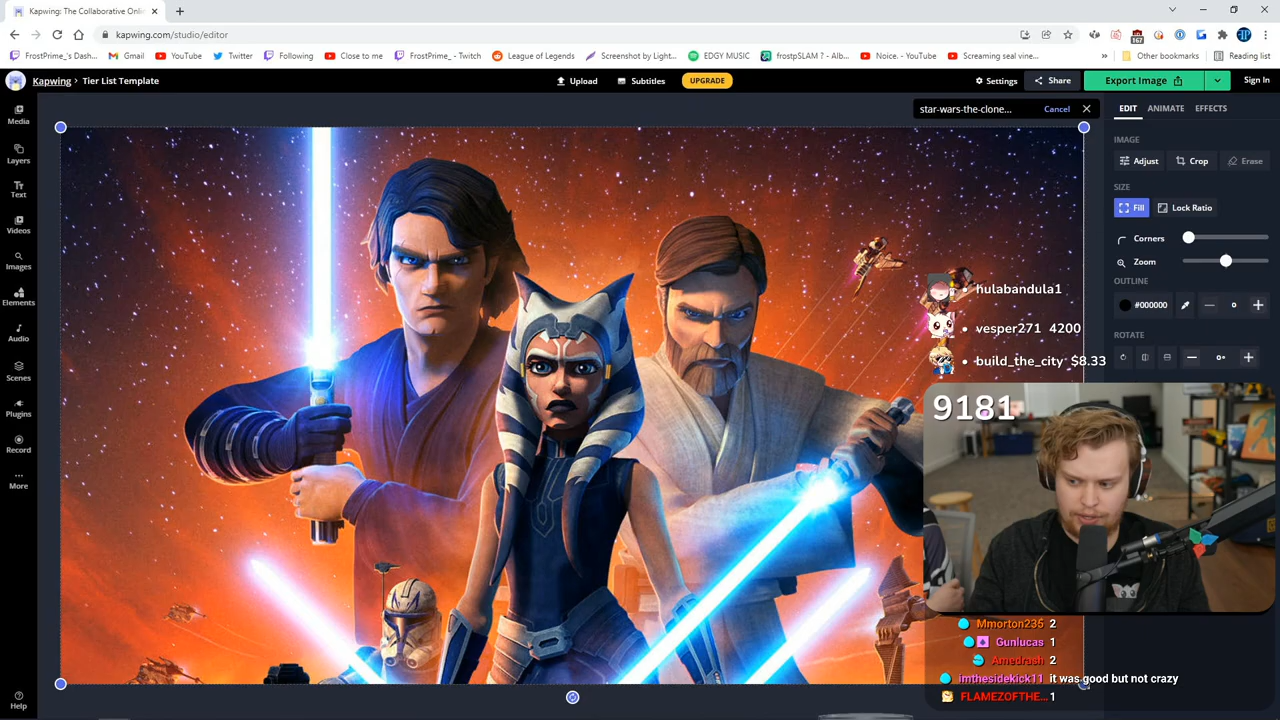 Kapwing: The Collaborative Onli
kapwing.com/studio/editor
167
FrostPrime_'s Dash...
Gmail
YouTube
Twitter
Following
Close to me
FrostPrime_ - Twitch
League of Legends
Screenshot by Light...
EDGY MUSIC
frostpSLAM ? - Alb...
Noice. - YouTube
Screaming seal vine...
»
Other bookmarks
Reading list
Kapwing › Tier List Template
Upload
Subtitles
UPGRADE
Settings
Share
Export Image
Sign In
star-wars-the-clone...
Cancel
EDIT
ANIMATE
EFFECTS
Media
Layers
Text
Videos
Images
Elements
Audio
Scenes
Plugins
Record
More
Help
IMAGE
Adjust
Crop
Erase
SIZE
Fill
Lock Ratio
Corners
Zoom
OUTLINE
#000000
0
ROTATE
0°
• hulabandula1
• vesper271 4200
• build_the_city $8.33
9181
Mmorton235 2
Gunlucas 1
Amedrash 2
imthesidekick11 it was good but not crazy
FLAMEZOFTHE... 1